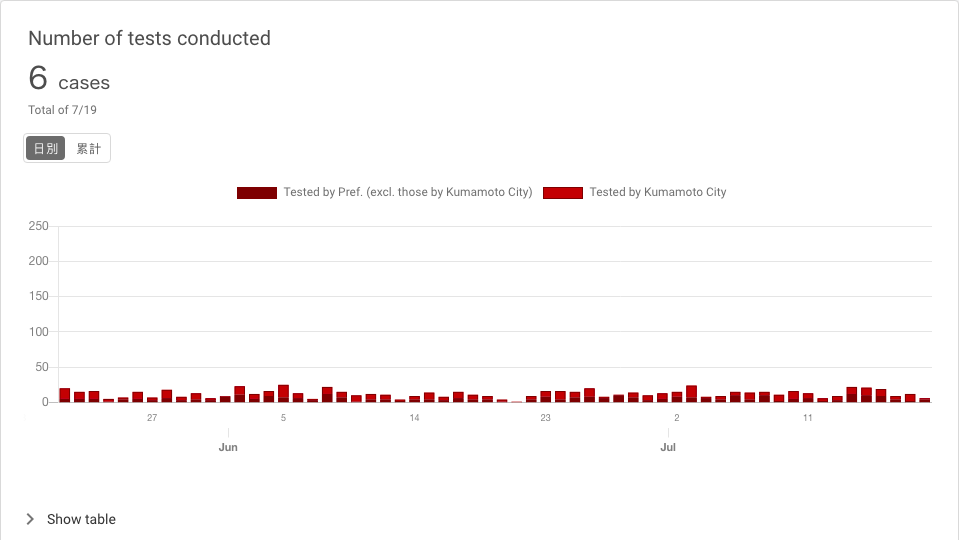 Number of tests conducted
6 cases
Total of 7/19
日別 累計
Tested by Pref. (excl. those by Kumamoto City) Tested by Kumamoto City
250
200
150
100
50
0
27 5 14 23 2 11
Jun Jul
Show table